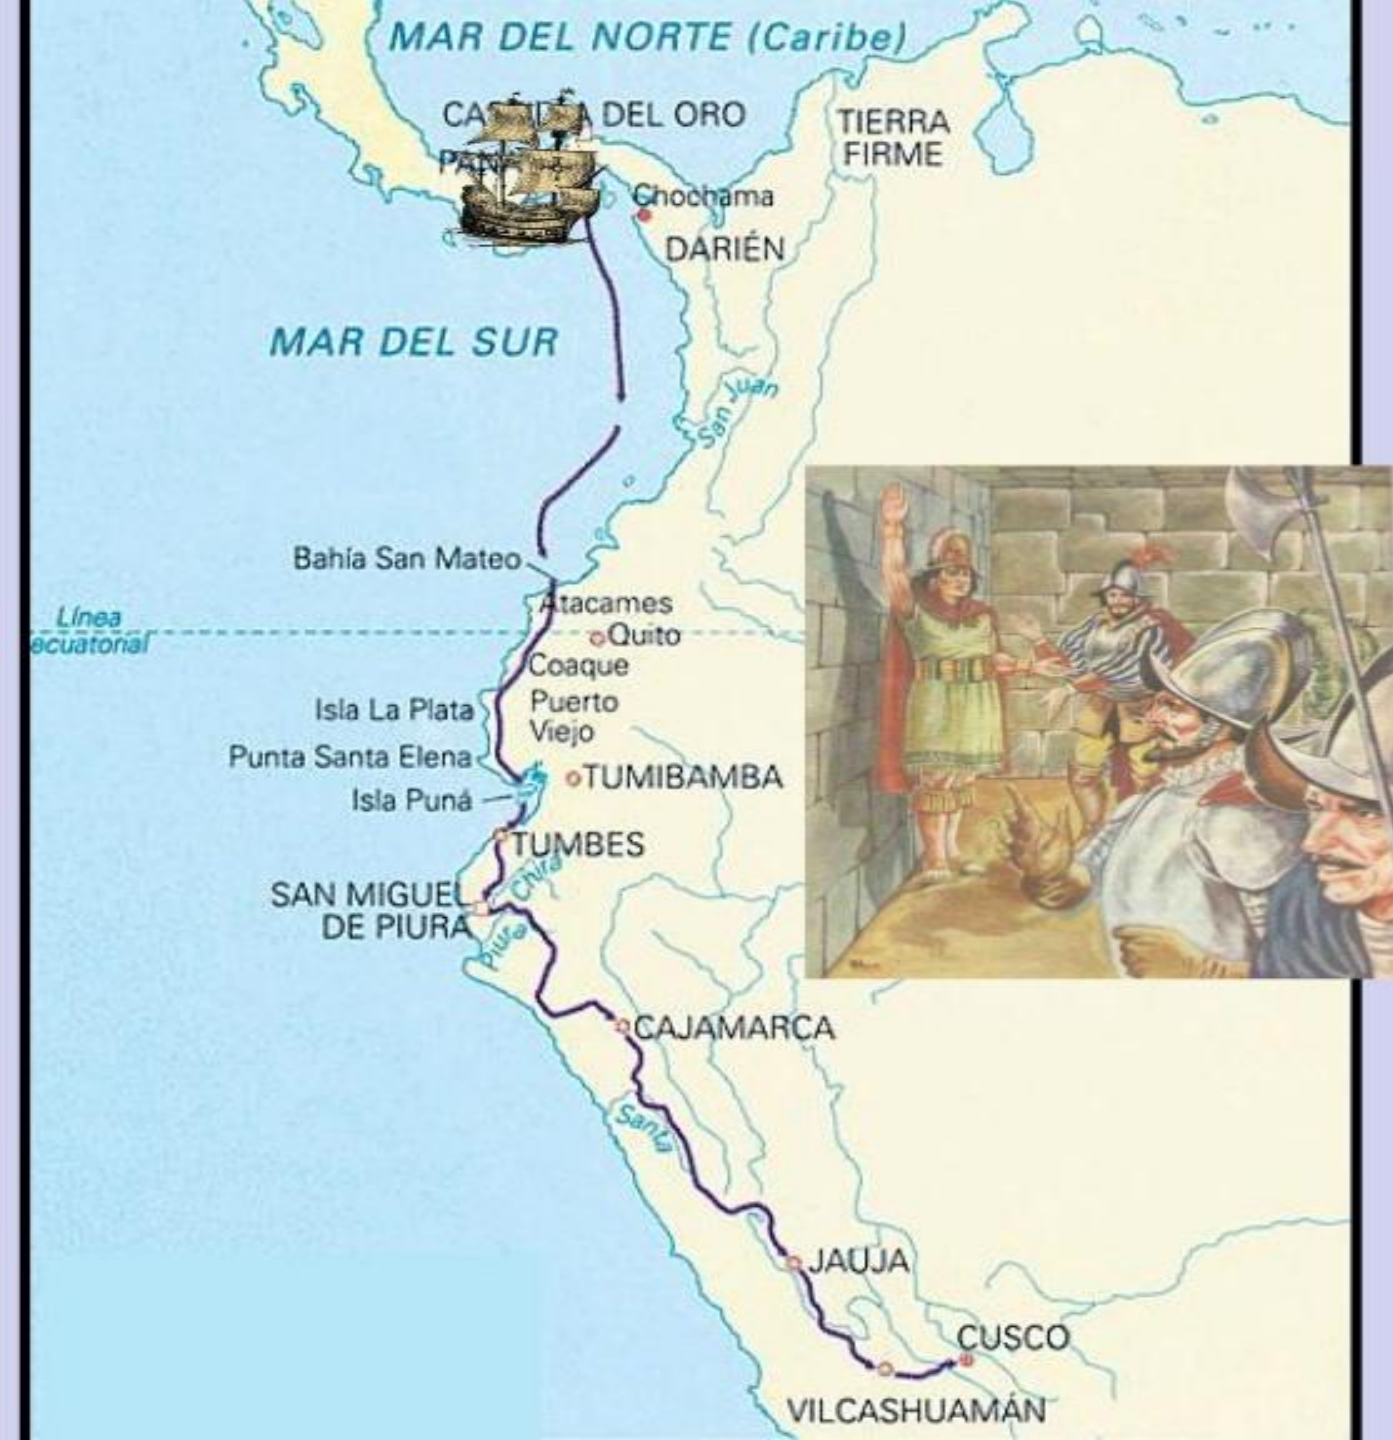 MAR DEL NORTE (Caribe)
DEL ORO
TIERRA
FIRME
Chochama
DARIÉN
MAR DEL SUR
San Juan
Bahía San Mateo
Atacames
Línea
ecuatorial
Quito
Coaque
Isla La Plata
Puerto
Viejo
Punta Santa Elena
TUMIBAMBA
Isla Puná
TUMBES
Chira
SAN MIGUEL
DE PIURA
Piura
CAJAMARCA
Santa
JAUJA
CUSCO
VILCASHUAMÁN